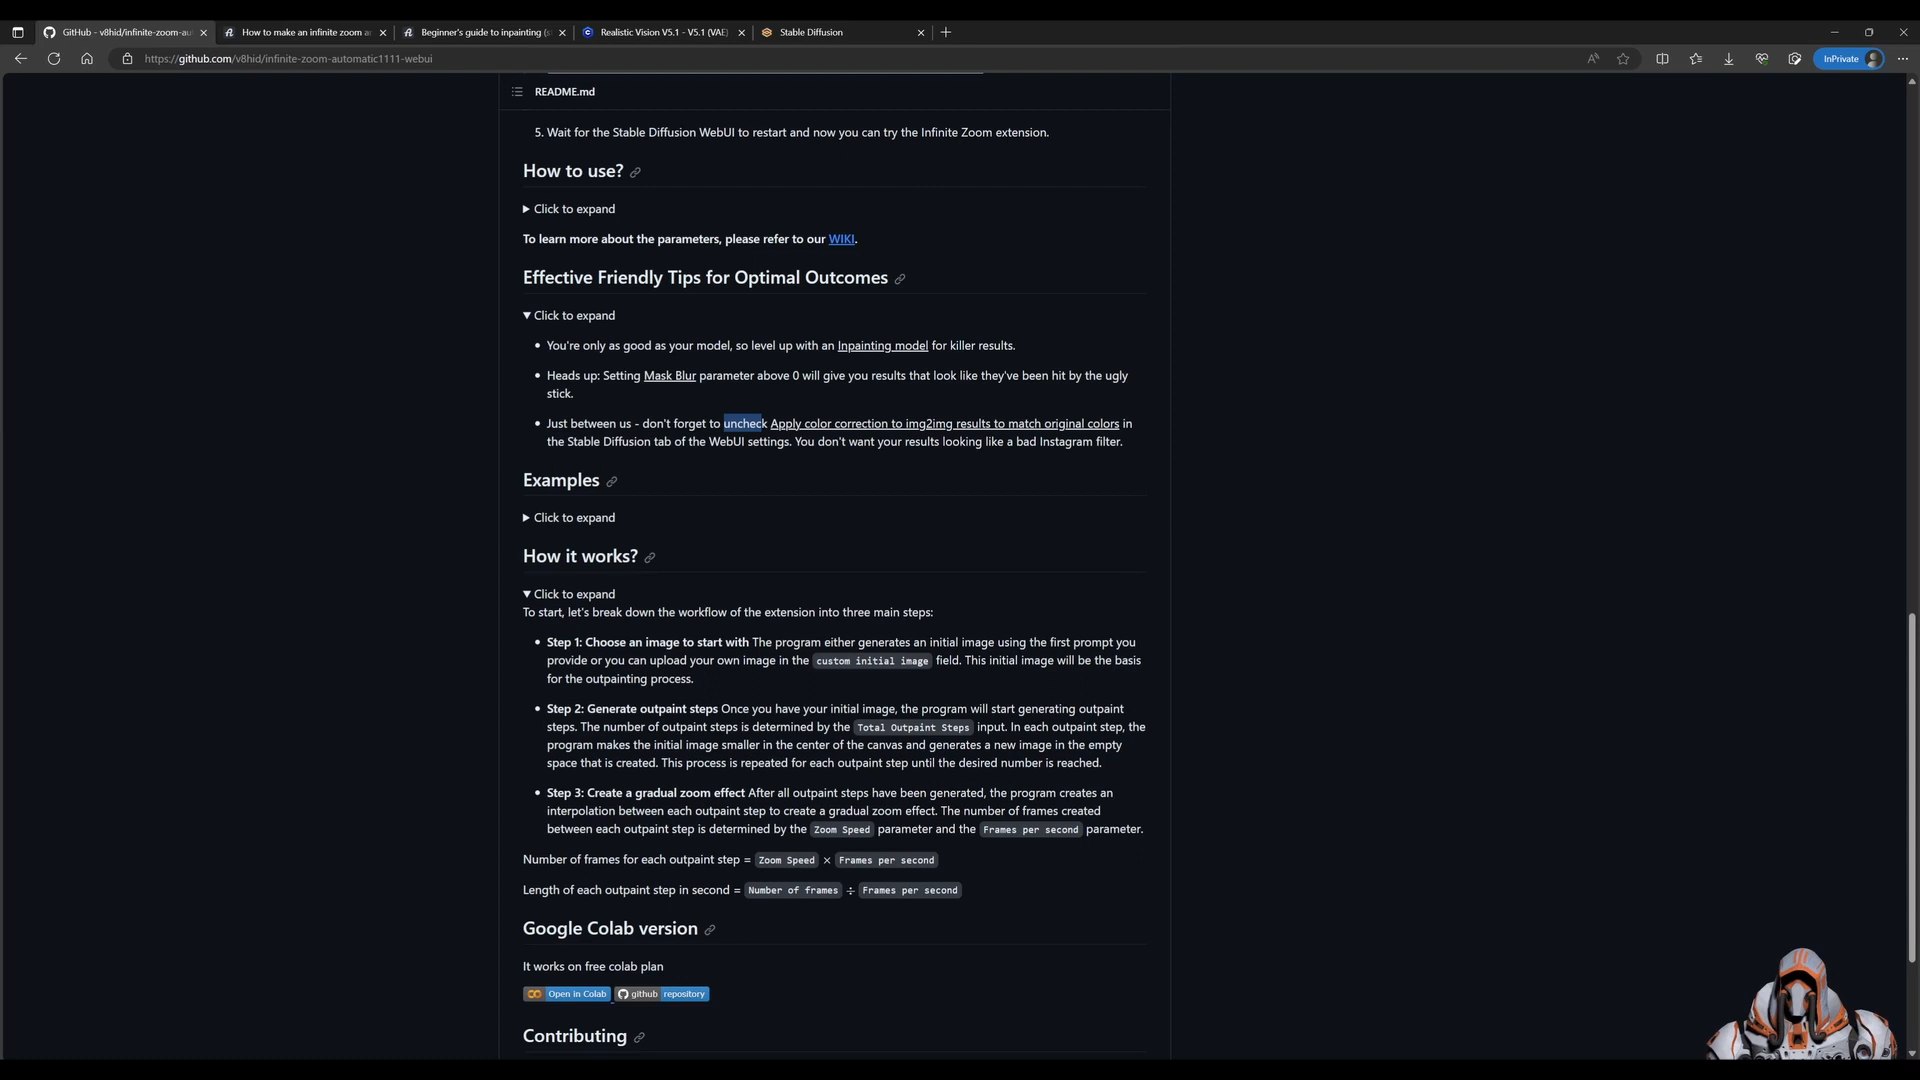 GitHub - v8hid/infinite-zoom-au
How to make an infinite zoom a
Beginner's guide to inpainting (s
Realistic Vision V5.1 - V5.1 (VAE)
Stable Diffusion
https://github.com/v8hid/infinite-zoom-automatic1111-webui
InPrivate
README.md
5. Wait for the Stable Diffusion WebUI to restart and now you can try the Infinite Zoom extension.
How to use?
Click to expand
To learn more about the parameters, please refer to our WIKI.
Effective Friendly Tips for Optimal Outcomes
Click to expand
You're only as good as your model, so level up with an Inpainting model for killer results.
Heads up: Setting Mask Blur parameter above 0 will give you results that look like they've been hit by the ugly
stick.
Just between us - don't forget to uncheck Apply color correction to img2img results to match original colors in
the Stable Diffusion tab of the WebUI settings. You don't want your results looking like a bad Instagram filter.
Examples
Click to expand
How it works?
Click to expand
To start, let's break down the workflow of the extension into three main steps:
Step 1: Choose an image to start with The program either generates an initial image using the first prompt you
provide or you can upload your own image in the custom initial image field. This initial image will be the basis
for the outpainting process.
Step 2: Generate outpaint steps Once you have your initial image, the program will start generating outpaint
steps. The number of outpaint steps is determined by the Total Outpaint Steps input. In each outpaint step, the
program makes the initial image smaller in the center of the canvas and generates a new image in the empty
space that is created. This process is repeated for each outpaint step until the desired number is reached.
Step 3: Create a gradual zoom effect After all outpaint steps have been generated, the program creates an
interpolation between each outpaint step to create a gradual zoom effect. The number of frames created
between each outpaint step is determined by the Zoom Speed parameter and the Frames per second parameter.
Number of frames for each outpaint step = Zoom Speed × Frames per second
Length of each outpaint step in second = Number of frames ÷ Frames per second
Google Colab version
It works on free colab plan
Open in Colab github repository
Contributing